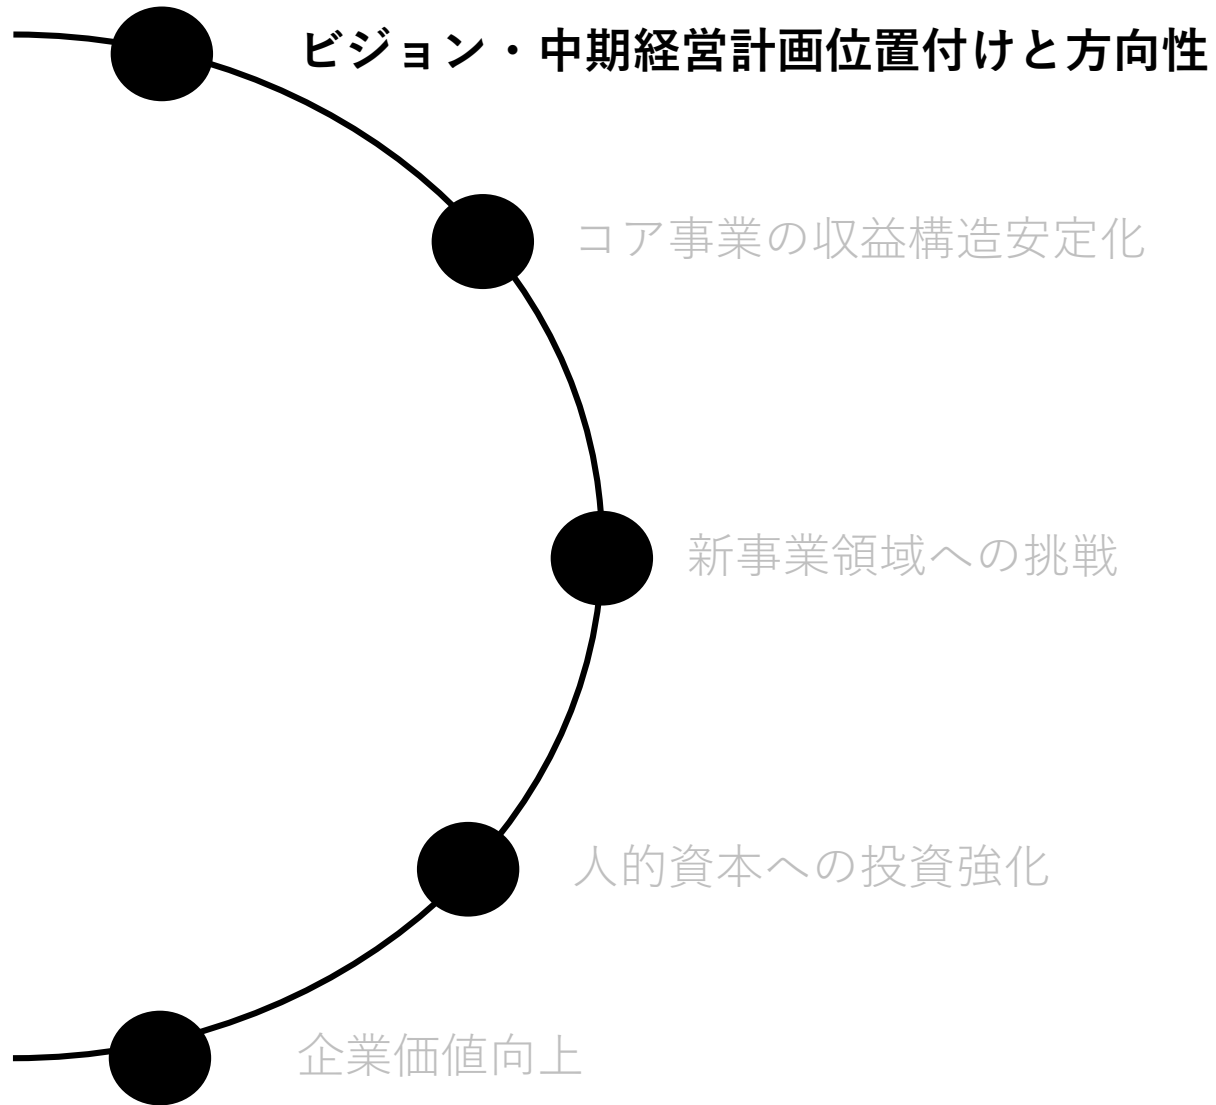 ビジョン・中期経営計画位置付けと方向性
コア事業の収益構造安定化
新事業領域への挑戦
人的資本への投資強化
企業価値向上